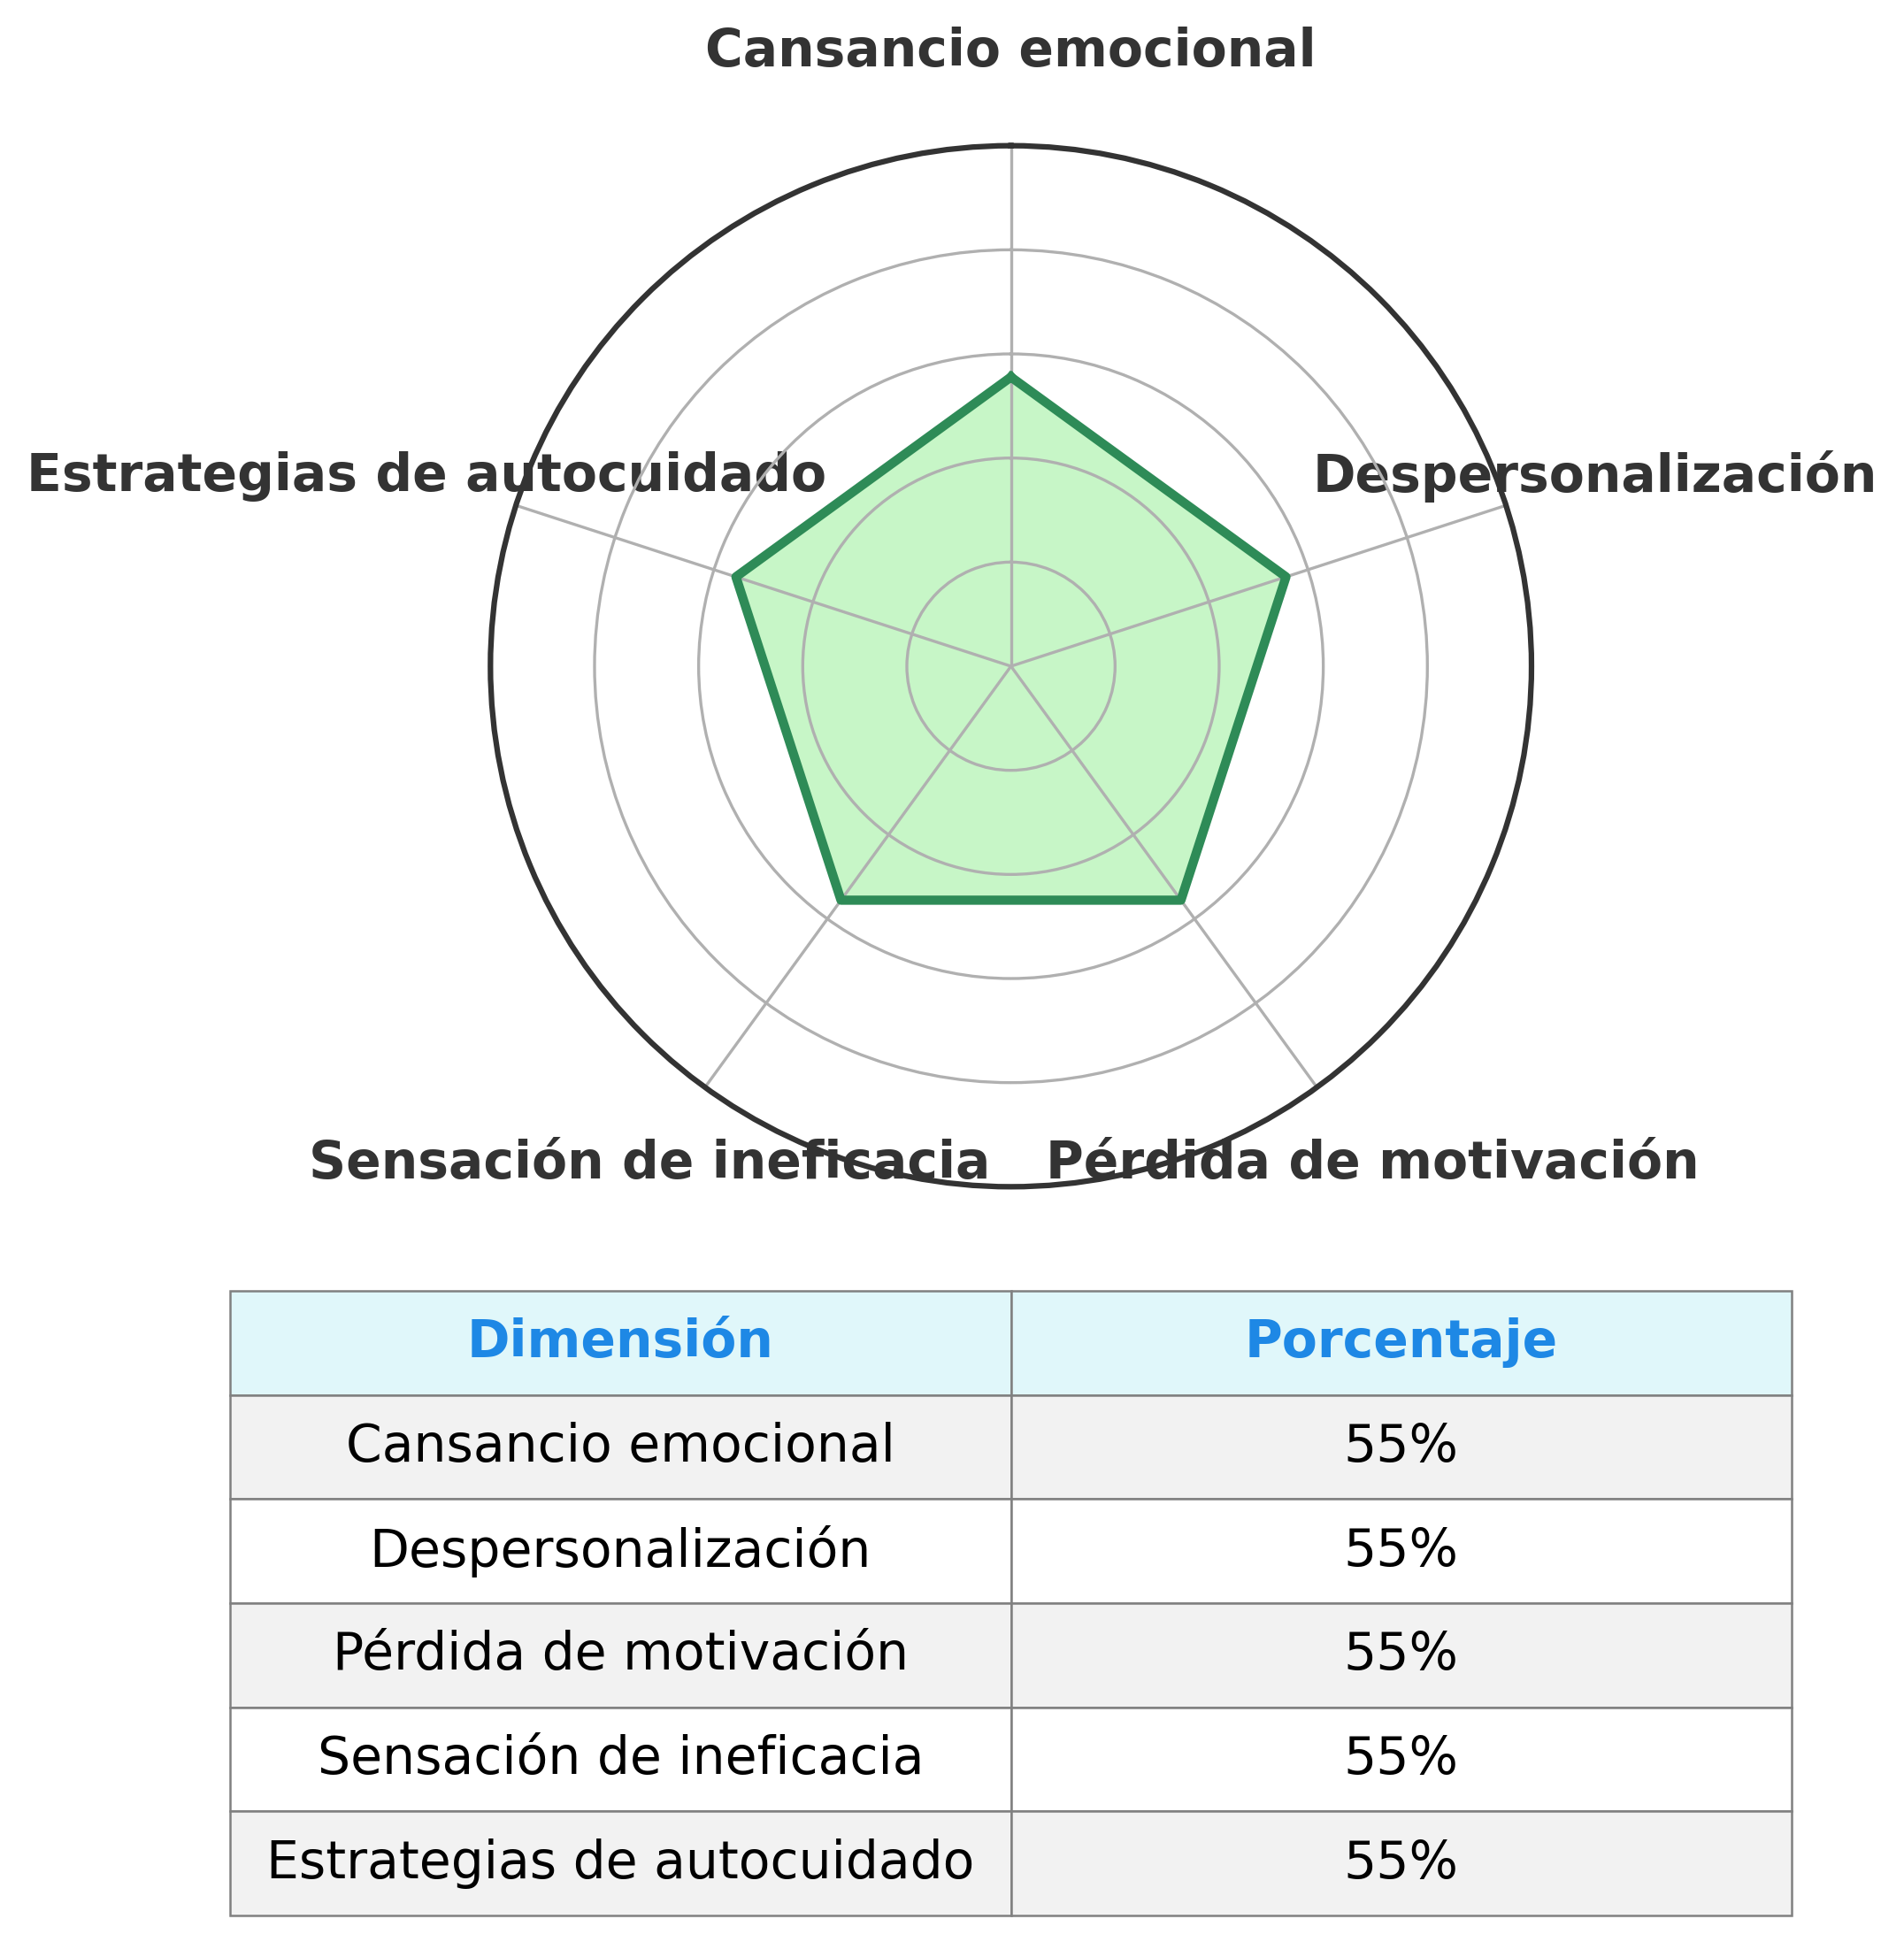 Cansancio emocional
Estrategias de autocuidado
Despersonalización
Sensación de ineficacia
Pérdida de motivación
Dimensión Porcentaje
Cansancio emocional 55%
Despersonalización 55%
Pérdida de motivación 55%
Sensación de ineficacia 55%
Estrategias de autocuidado 55%